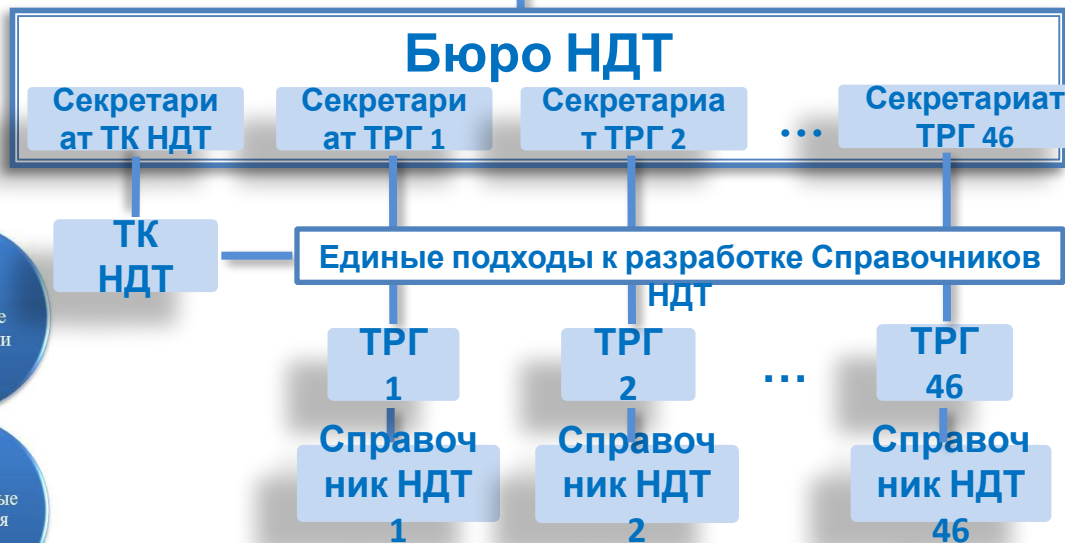 Бюро НДТ
Секретари
ат ТК НДТ
Секретари
ат ТРГ 1
Секретариа
т ТРГ 2
...
Секретариат
ТРГ 46
ТК
НДТ
Единые подходы к разработке Справочников
НДТ
е
и
ТРГ
1
ТРГ
2
...
ТРГ
46
Справоч
ник НДТ
1
Справоч
ник НДТ
2
Справоч
ник НДТ
46
ые
я